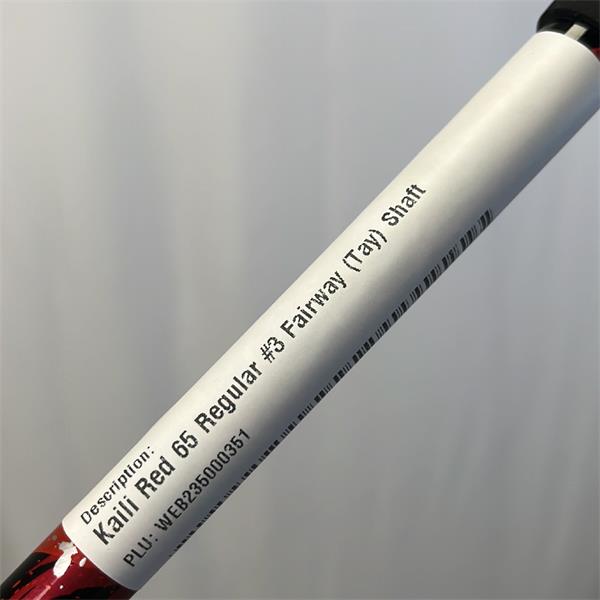 Description:
Kaili Red 65 Regular #3 Fairway (Tay) Shaft
PLU: WEB235000351